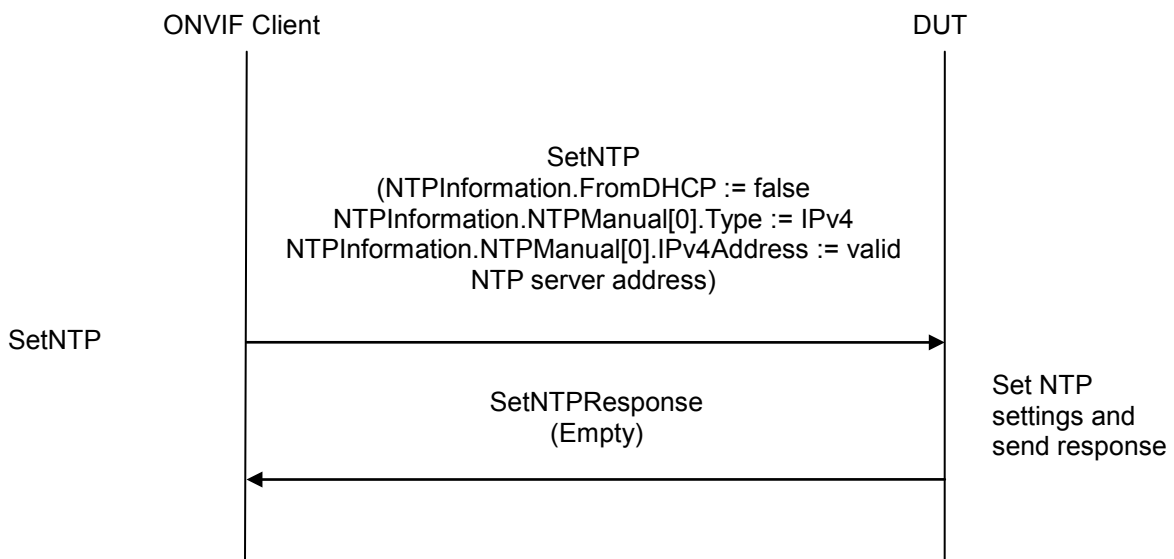 ONVIF Client
DUT
SetNTP
(NTPInformation.FromDHCP := false
NTPInformation.NTPManual[0].Type := IPv4
NTPInformation.NTPManual[0].IPv4Address := valid
NTP server address)
SetNTP
SetNTPResponse
(Empty)
Set NTP
settings and
send response